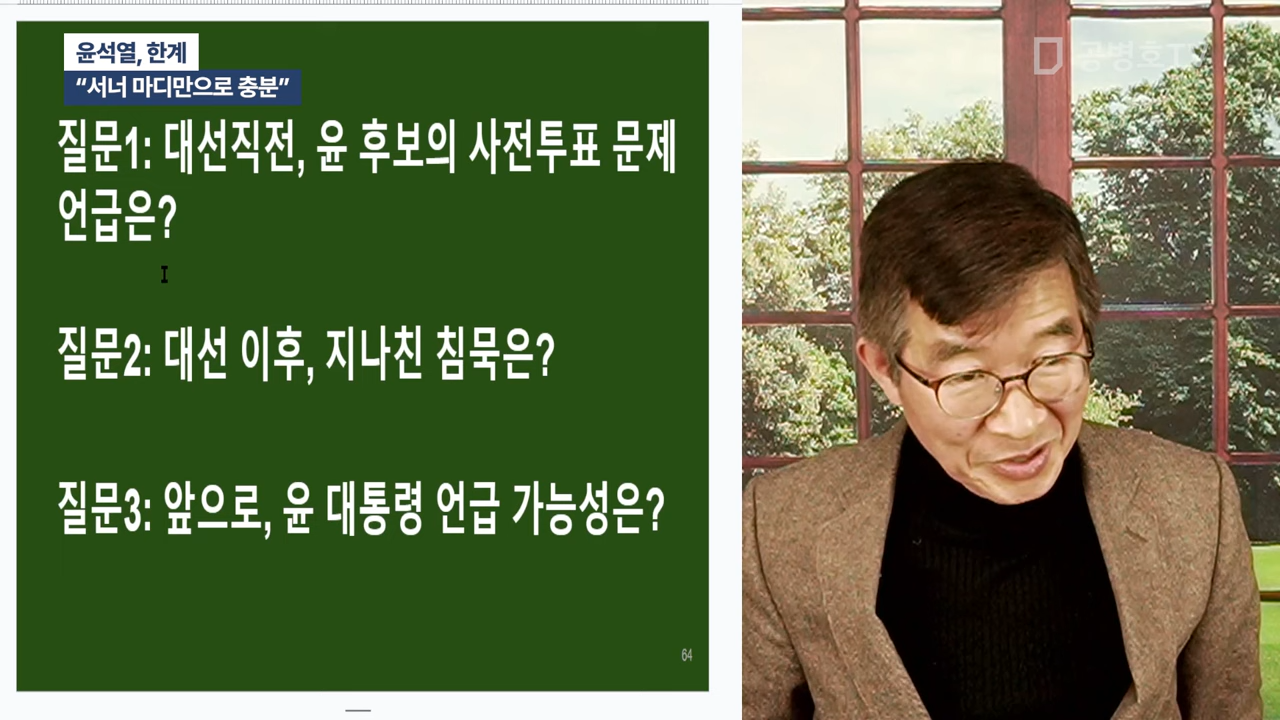 윤석열, 한계
“서너 마디만으로 충분”
공병호TV
질문1: 대선직전, 윤 후보의 사전투표 문제
언급은?
질문2: 대선 이후, 지나친 침묵은?
질문3: 앞으로, 윤 대통령 언급 가능성은?
64